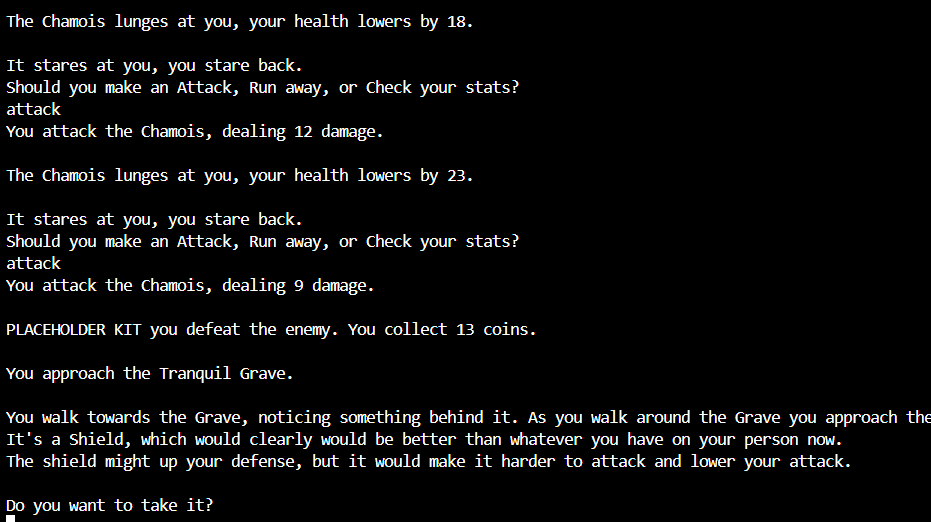 The Chamois lunges at you, your health lowers by 18.
It stares at you, you stare back.
Should you make an Attack, Run away, or Check your stats?
attack
You attack the Chamois, dealing 12 damage.
The Chamois lunges at you, your health lowers by 23.
It stares at you, you stare back.
Should you make an Attack, Run away, or Check your stats?
attack
You attack the Chamois, dealing 9 damage.
PLACEHOLDER KIT you defeat the enemy. You collect 13 coins.
You approach the Tranquil Grave.
You walk towards the Grave, noticing something behind it. As you walk around the Grave you approach the
It's a Shield, which would clearly would be better than whatever you have on your person now.
The shield might up your defense, but it would make it harder to attack and lower your attack.
Do you want to take it?